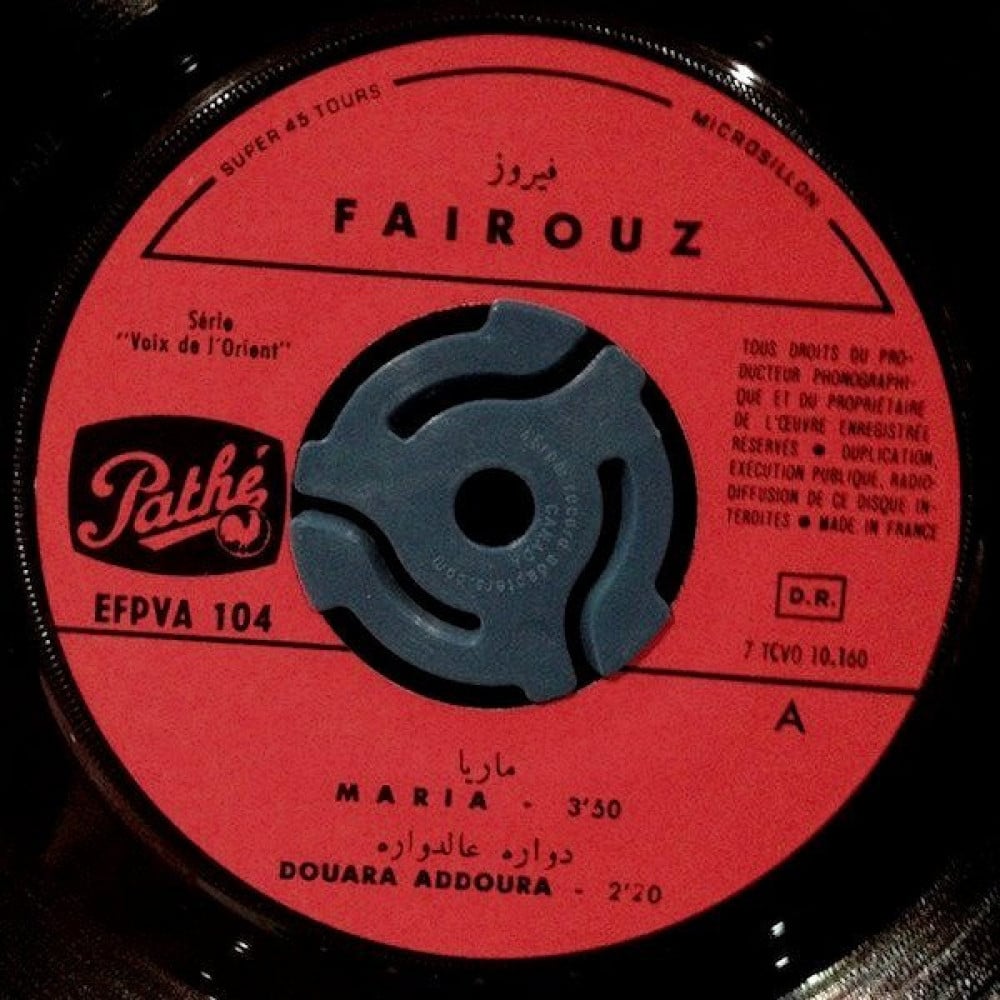 SUPER 45 TOURS
MICROSILLON
فيروز
FAIROUZ
Série
"Voix de l'Orient"
TOUS DROITS DU PRO-
DUCTEUR PHONOGRAPHI-
QUE ET DU PROPRIÉTAIRE
DE L'ŒUVRE ENREGISTRÉE
RÉSERVÉS ● DUPLICATION,
EXÉCUTION PUBLIQUE, RADIO-
DIFFUSION DE CE DISQUE IN-
TERDITES ● MADE IN FRANCE
Pathé
EFPVA 104
D.R.
7 TCVO 10.160
A
ماريا
MARIA - 3'50
دواره عالدواره
DOUARA ADDOURA - 2'20